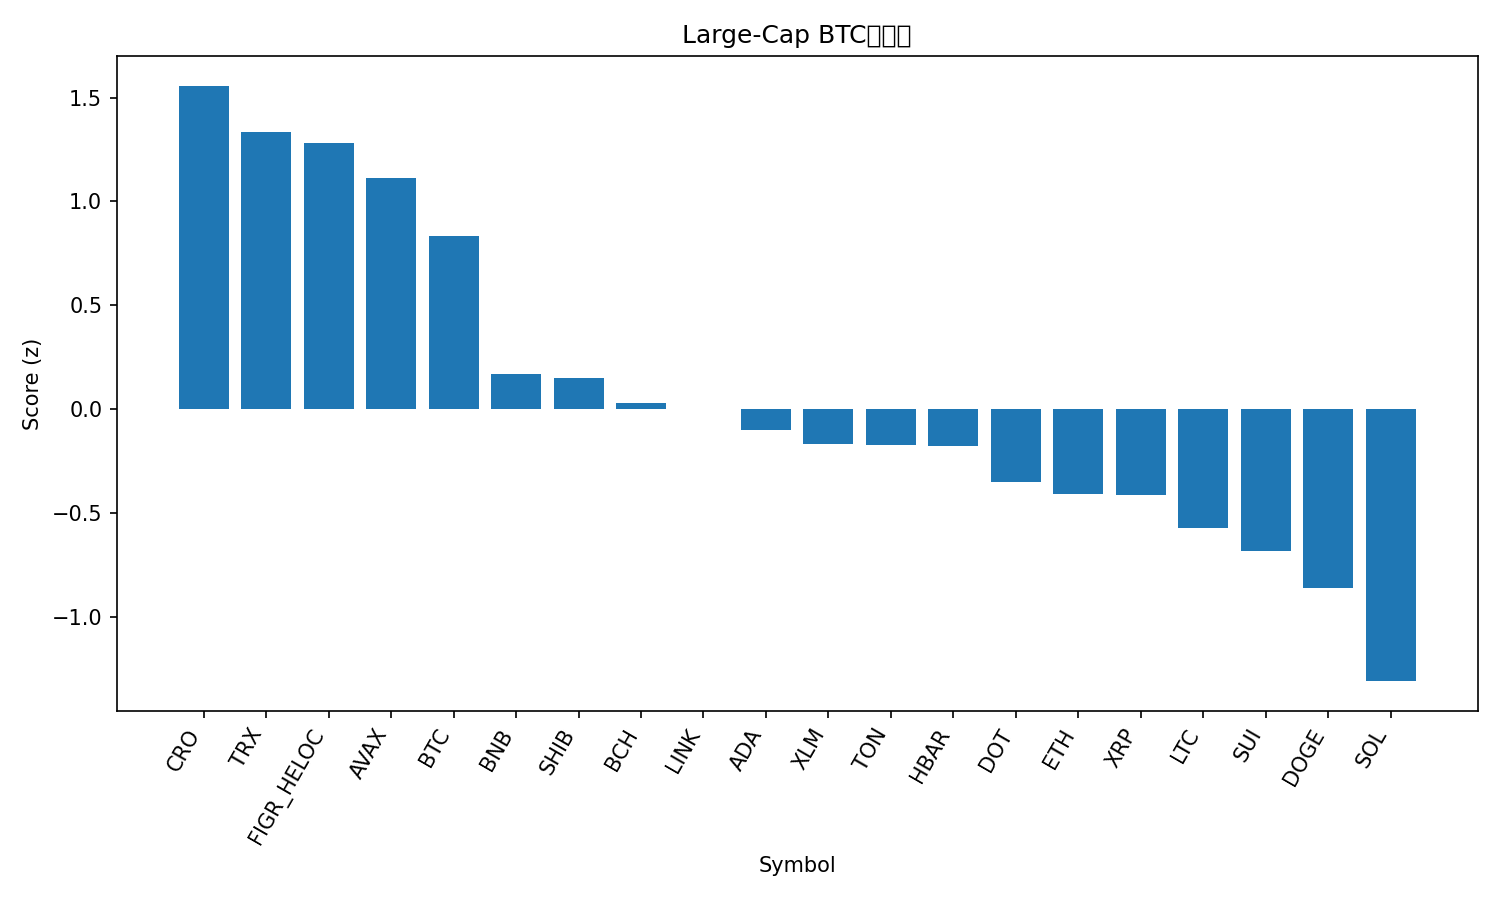 Large-Cap BTC
Score (z)
1.5
1.0
0.5
0.0
−0.5
−1.0
CRO
TRX
FIGR_HELOC
AVAX
BTC
BNB
SHIB
BCH
LINK
ADA
XLM
TON
HBAR
DOT
ETH
XRP
LTC
SUI
DOGE
SOL
Symbol